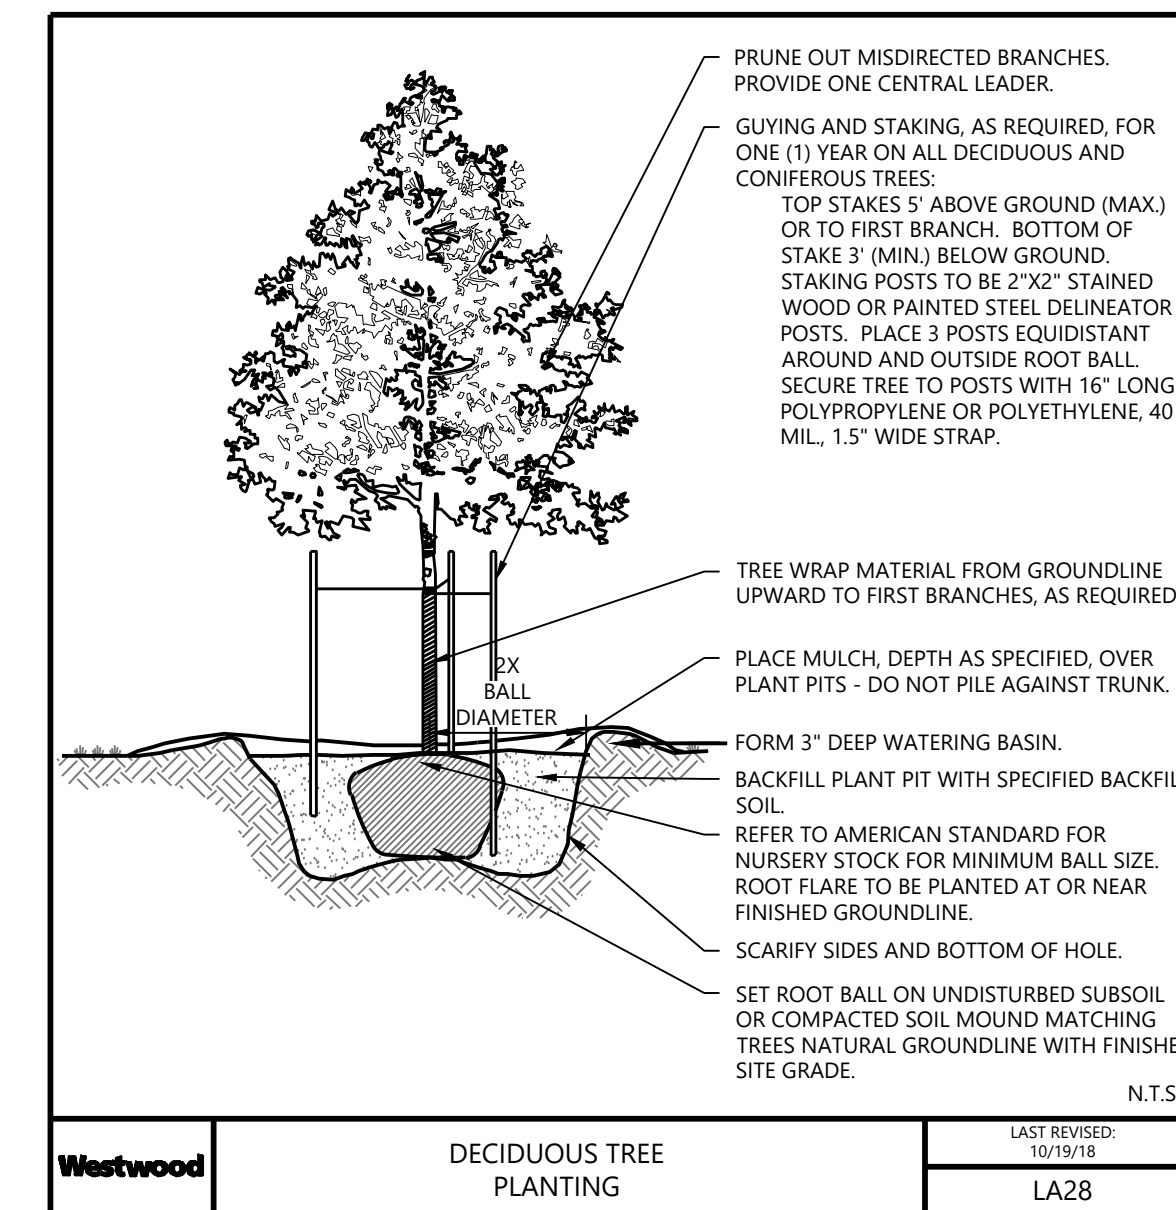 PRUNE OUT MISDIRECTED BRANCHES.
PROVIDE ONE CENTRAL LEADER.
GUYING AND STAKING, AS REQUIRED, FOR
ONE (1) YEAR ON ALL DECIDUOUS AND
CONIFEROUS TREES:
TOP STAKES 5' ABOVE GROUND (MAX.)
OR TO FIRST BRANCH. BOTTOM OF
STAKE 3' (MIN.) BELOW GROUND.
STAKING POSTS TO BE 2"X2" STAINED
WOOD OR PAINTED STEEL DELINEATOR
POSTS. PLACE 3 POSTS EQUIDISTANT
AROUND AND OUTSIDE ROOT BALL.
SECURE TREE TO POSTS WITH 16" LONG
POLYPROPYLENE OR POLYETHYLENE, 40
MIL., 1.5" WIDE STRAP.
TREE WRAP MATERIAL FROM GROUNDLINE
UPWARD TO FIRST BRANCHES, AS REQUIRED
2X
BALL
DIAMETER
PLACE MULCH, DEPTH AS SPECIFIED, OVER
PLANT PITS - DO NOT PILE AGAINST TRUNK.
FORM 3" DEEP WATERING BASIN.
BACKFILL PLANT PIT WITH SPECIFIED BACKFIL
SOIL.
REFER TO AMERICAN STANDARD FOR
NURSERY STOCK FOR MINIMUM BALL SIZE.
ROOT FLARE TO BE PLANTED AT OR NEAR
FINISHED GROUNDLINE.
SCARIFY SIDES AND BOTTOM OF HOLE.
SET ROOT BALL ON UNDISTURBED SUBSOIL
OR COMPACTED SOIL MOUND MATCHING
TREES NATURAL GROUNDLINE WITH FINISHE
SITE GRADE.
N.T.S
Westwood
DECIDUOUS TREE
PLANTING
LAST REVISED:
10/19/18
LA28